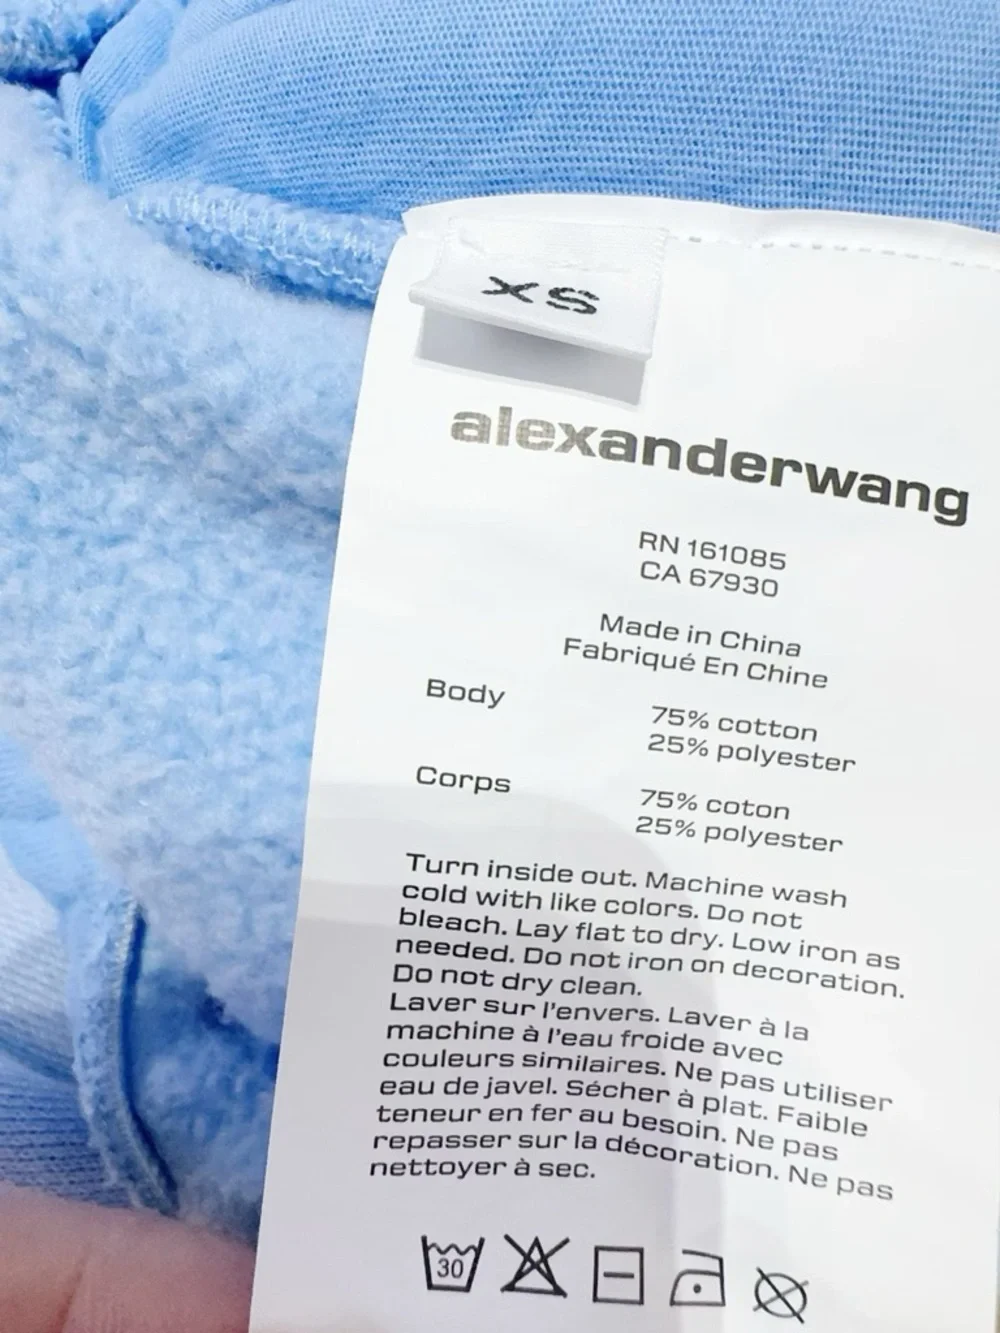 XS
alexanderwang
RN 161085
CA 67930
Made in China
Fabriqué En Chine
Body
75% cotton
25% polyester
Corps
75% coton
25% polyester
Turn inside out. Machine wash
cold with like colors. Do not
bleach. Lay flat to dry. Low iron as
needed. Do not iron on decoration.
Do not dry clean.
Laver sur l'envers. Laver à la
machine à l'eau froide avec
couleurs similaires. Ne pas utiliser
eau de javel. Sécher à plat. Faible
teneur en fer au besoin. Ne pas
repasser sur la décoration. Ne pas
nettoyer à sec.
30